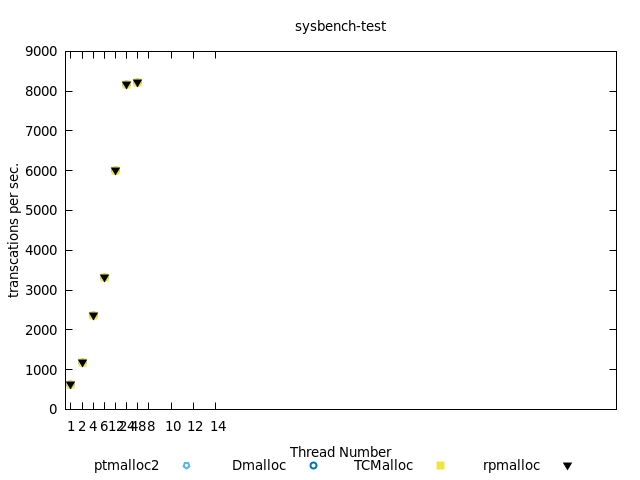 sysbench-test
9000
8000
7000
6000
5000
4000
3000
2000
1000
0
transcations per sec.
1 2 4 6 12 24 48 8 10 12 14
Thread Number
ptmalloc2 Dmalloc TCMalloc rpmalloc